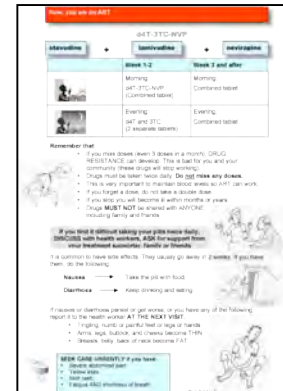 Now, you are on ART
d4T-3TC-NVP
stavudine + lamivudine + nevirapine
Week 1-2 Week 3 and after
Morning: Morning:
d4T-3TC-NVP Combined tablet
(Combined tablet)
Evening: Evening:
d4T and 3TC Combined tablet
(2 separate tablets)
Remember that
• If you miss doses (even 3 doses in a month), DRUG
RESISTANCE can develop. This is bad for you and your
community (these drugs will stop working).
• Drugs must be taken twice daily. Do not miss any doses.
• This is very important to maintain blood levels so ART can work.
• If you forget a dose, do not take a double dose.
• If you stop you will become ill within months or years.
• Drugs MUST NOT be shared with ANYONE,
including family and friends.
If you find it difficult taking your pills twice daily,
DISCUSS with health workers, ASK for support from
your treatment supporter, family or friends
It is common to have side effects. They usually go away in 2 weeks. If you have
them, do the following:
Nausea Take the pill with food.
Diarrhoea Keep drinking and eating.
If nausea or diarrhoea persist or get worse, or you have any of the following,
report it to the health worker AT THE NEXT VISIT.
• Tingling, numb or painful feet or legs or hands.
• Arms, legs, buttock, and cheeks become THIN.
• Breasts, belly, back of neck become FAT.
SEEK CARE URGENTLY if you have:
• Severe abdominal pain
• Yellow eyes
• Skin rash
• Fatigue AND shortness of breath